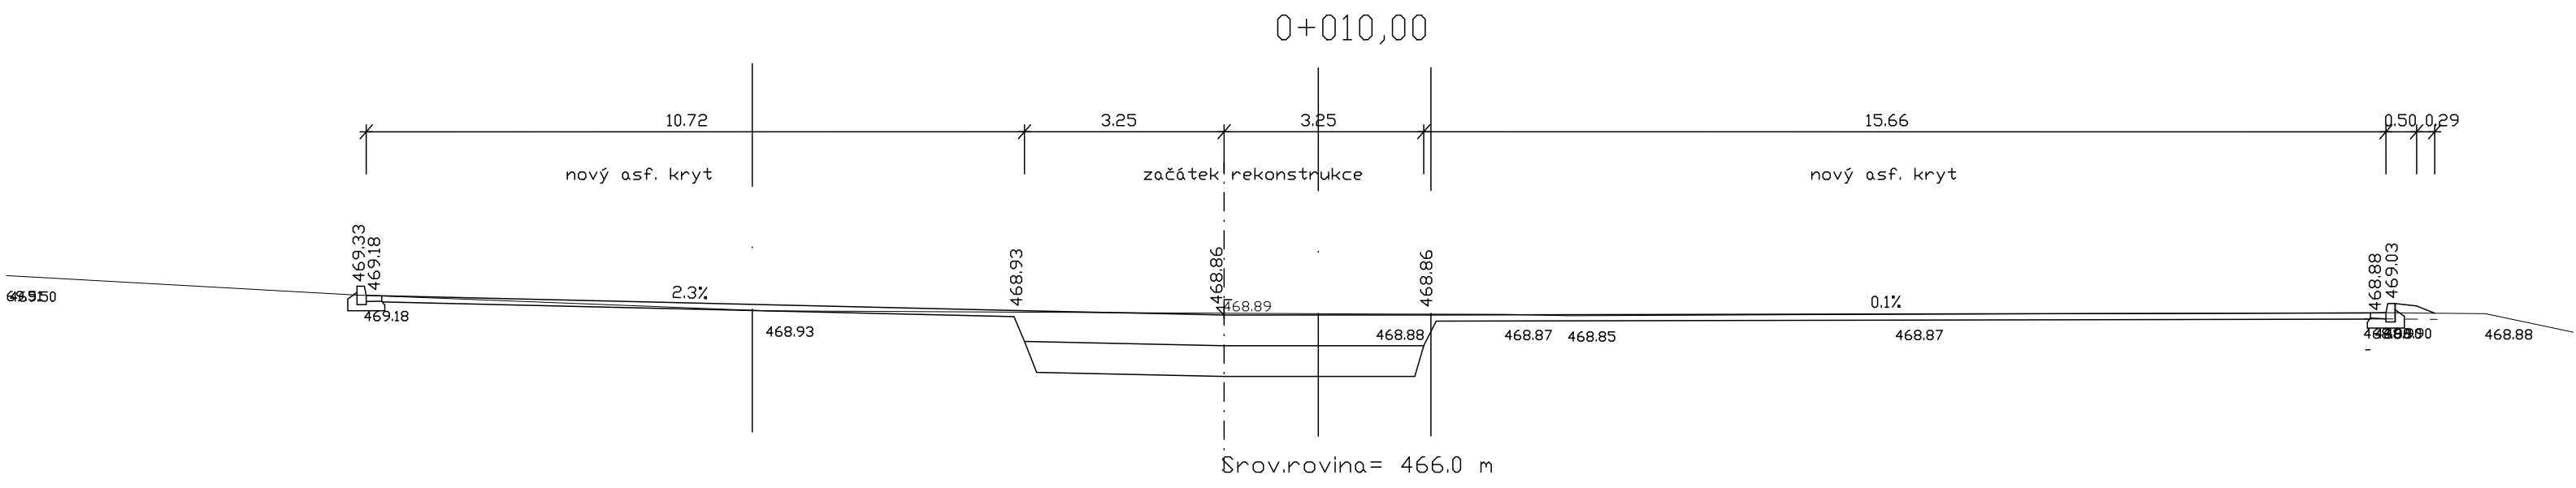 0+010,00
10.72 3.25 3.25 15.66 0.50 0.29
nový asf. kryt začátek rekonstrukce nový asf. kryt
469.33 469.18 468.93 468.86 468.86 468.88 469.03
2.3% 0.1%
469.50 468.89
469.18 468.93 468.88 468.87 468.85 468.87 468.88
Srov.rovina= 466.0 m